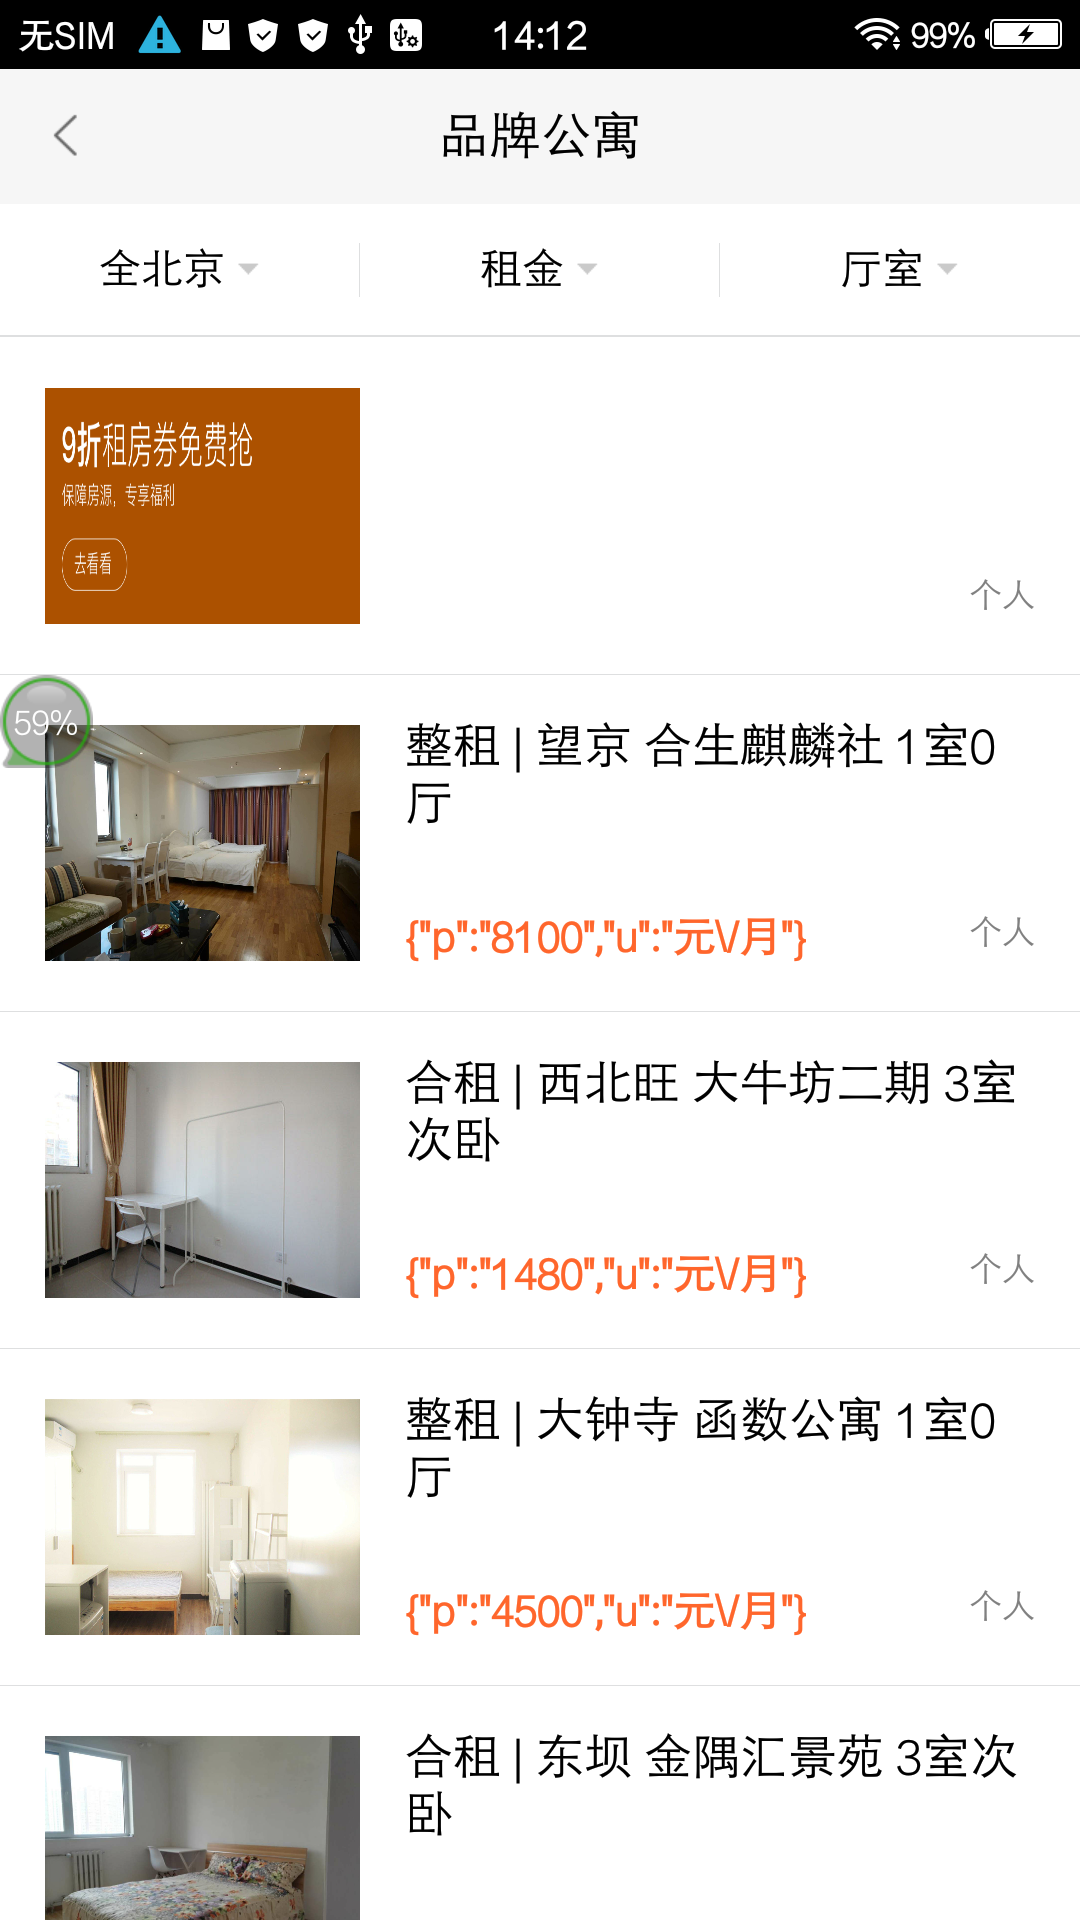 无SIM 14:12 99%
品牌公寓
全北京 租金 厅室
9折租房券免费抢
保障房源，专享福利
去看看
个人
59%
整租 | 望京 合生麒麟社 1室0
厅
{"p":"8100","u":"元\/月"} 个人
合租 | 西北旺 大牛坊二期 3室
次卧
{"p":"1480","u":"元\/月"} 个人
整租 | 大钟寺 函数公寓 1室0
厅
{"p":"4500","u":"元\/月"} 个人
合租 | 东坝 金隅汇景苑 3室次
卧